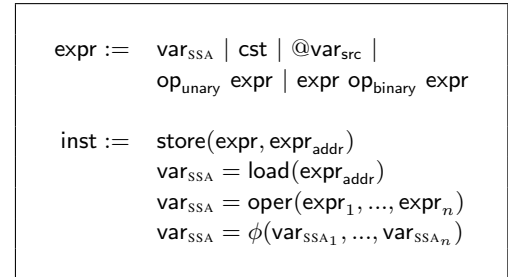 expr := var_SSA | cst | @var_src |
op_unary expr | expr op_binary expr
inst := store(expr, expr_addr)
var_SSA = load(expr_addr)
var_SSA = oper(expr_1, ..., expr_n)
var_SSA = ϕ(var_SSA_1, ..., var_SSA_n)